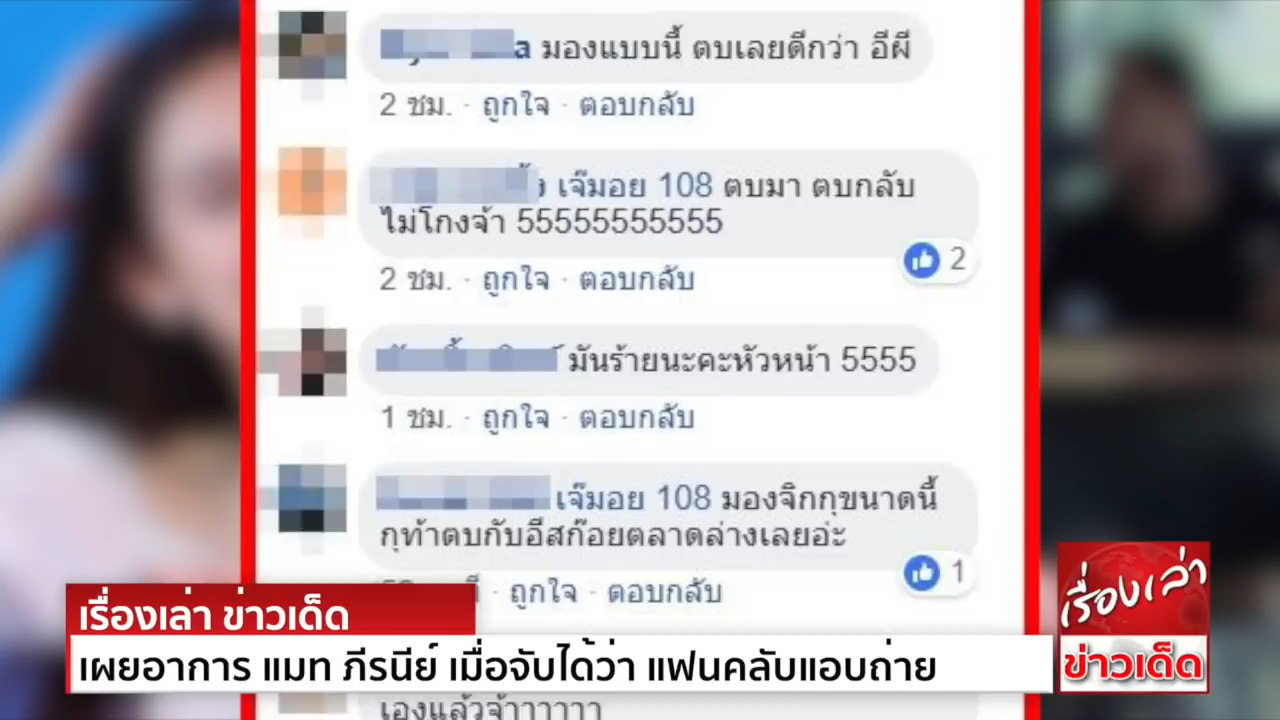 มองแบบนี้ ตบเลยดีกว่า อีผี
2 ชม. · ถูกใจ · ตอบกลับ
เจ๊มอย 108 ตบมา ตบกลับ
ไม่โกงจ้า 55555555555
2
2 ชม. · ถูกใจ · ตอบกลับ
มันร้ายนะคะหัวหน้า 5555
1 ชม. · ถูกใจ · ตอบกลับ
เจ๊มอย 108 มองจิกกุขนาดนี้
กุท้าตบกับอีสก๊อยตลาดล่างเลยอ่ะ
1
· ถูกใจ · ตอบกลับ
เรื่องเล่า ข่าวเด็ด
เผยอาการ แมท ภีรนีย์ เมื่อจับได้ว่า แฟนคลับแอบถ่าย
เรื่องเล่า
ข่าวเด็ด
เองแล้วจ้าาาาาา